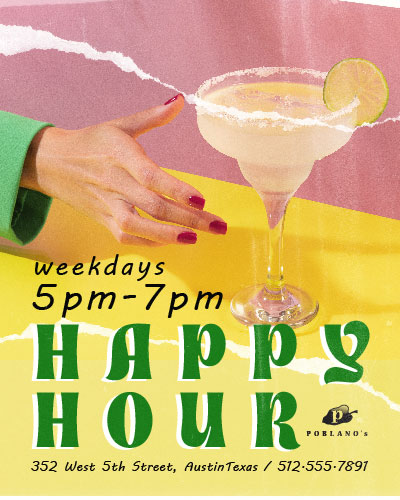 weekdays
5pm-7pm
HAPPY
HOUR
P
POBLANO's
352 West 5th Street, AustinTexas / 512·555·7891